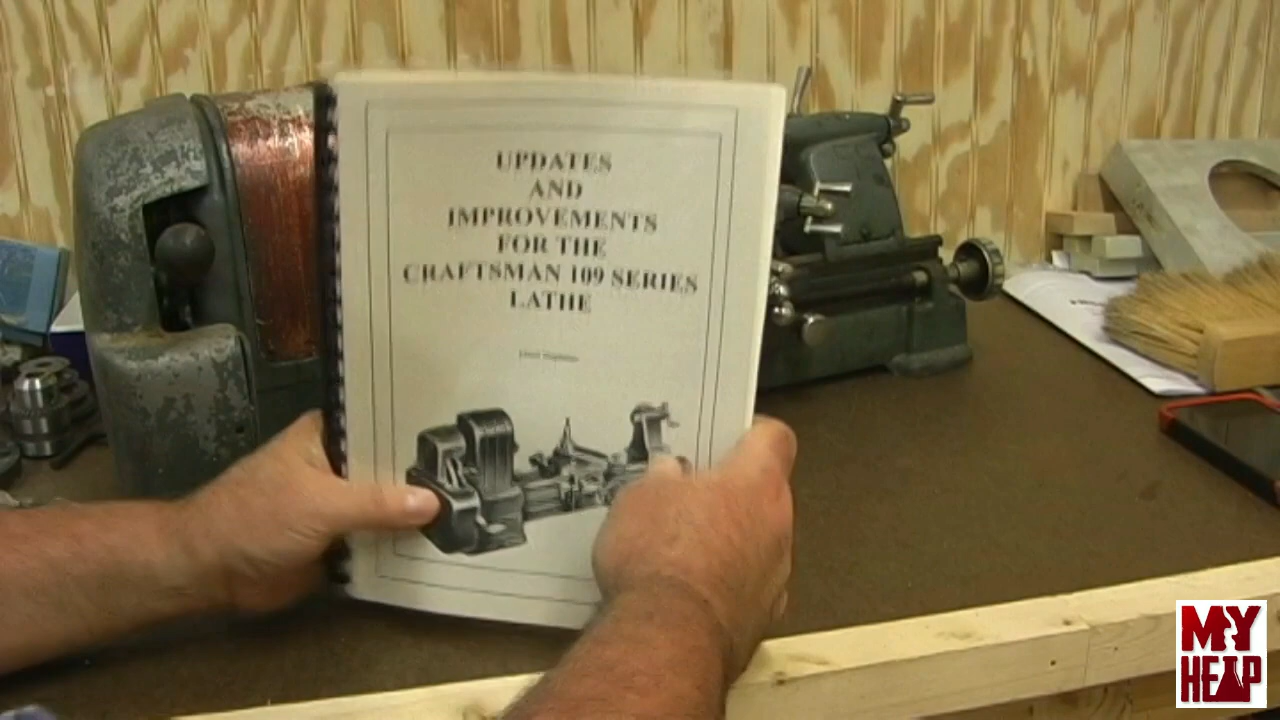 UPDATES
AND
IMPROVEMENTS
FOR THE
CRAFTSMAN 109 SERIES
LATHE
MY
HEAP